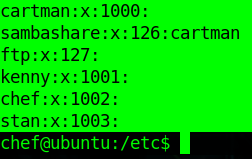 cartman:x:1000:
sambashare:x:126:cartman
ftp:x:127:
kenny:x:1001:
chef:x:1002:
stan:x:1003:
chef@ubuntu:/etc$